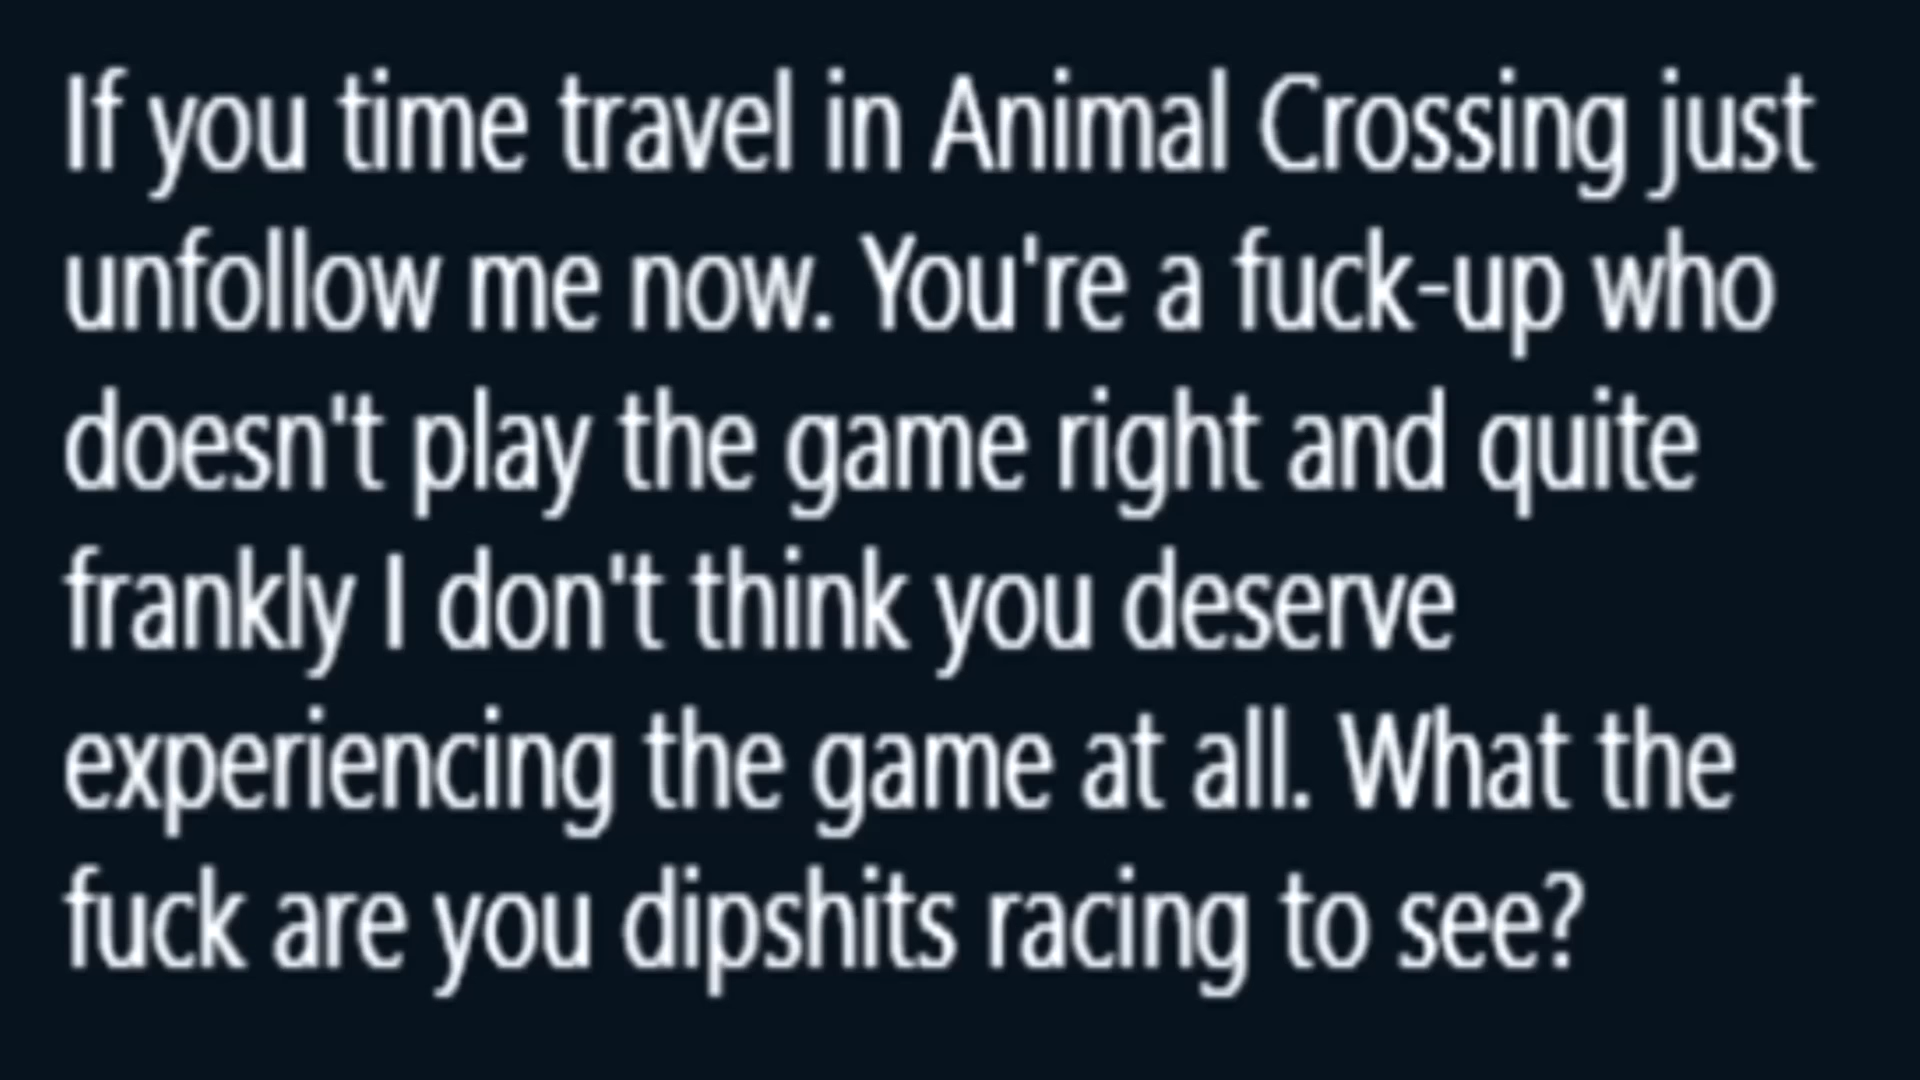 If you time travel in Animal Crossing just
unfollow me now. You're a fuck-up who
doesn't play the game right and quite
frankly I don't think you deserve
experiencing the game at all. What the
fuck are you dipshits racing to see?